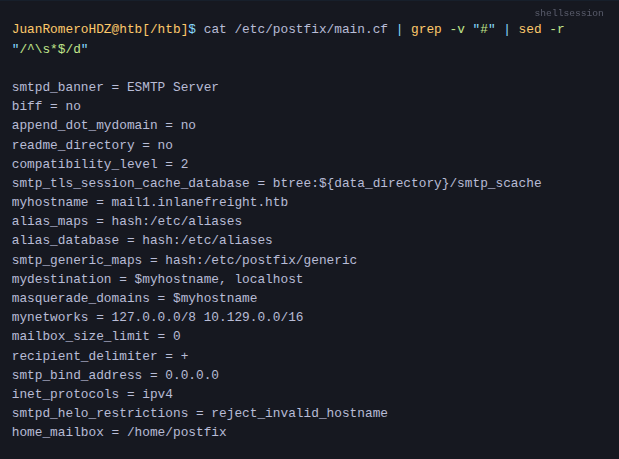 shellsession
JuanRomeroHDZ@htb[/htb]$ cat /etc/postfix/main.cf | grep -v "#" | sed -r
"/^\s*$/d"
smtpd_banner = ESMTP Server
biff = no
append_dot_mydomain = no
readme_directory = no
compatibility_level = 2
smtp_tls_session_cache_database = btree:${data_directory}/smtp_scache
myhostname = mail1.inlanefreight.htb
alias_maps = hash:/etc/aliases
alias_database = hash:/etc/aliases
smtp_generic_maps = hash:/etc/postfix/generic
mydestination = $myhostname, localhost
masquerade_domains = $myhostname
mynetworks = 127.0.0.0/8 10.129.0.0/16
mailbox_size_limit = 0
recipient_delimiter = +
smtp_bind_address = 0.0.0.0
inet_protocols = ipv4
smtpd_helo_restrictions = reject_invalid_hostname
home_mailbox = /home/postfix